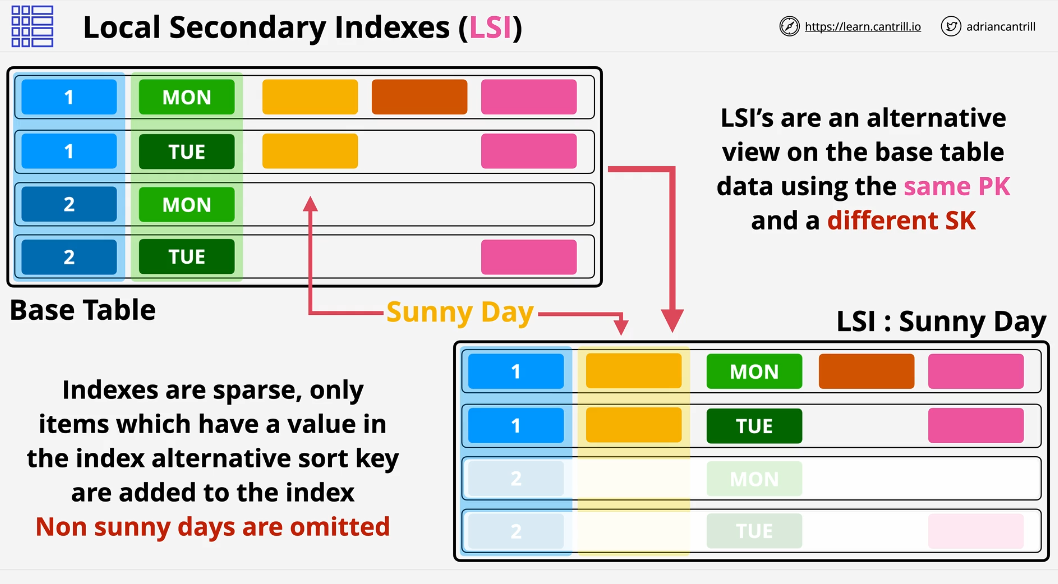 Local Secondary Indexes (LSI)
https://learn.cantrill.io
adriancantrill
1 MON
1 TUE
2 MON
2 TUE
Base Table
LSI's are an alternative
view on the base table
data using the same PK
and a different SK
Sunny Day
LSI : Sunny Day
Indexes are sparse, only
items which have a value in
the index alternative sort key
are added to the index
Non sunny days are omitted
1 MON
1 TUE
2 MON
2 TUE